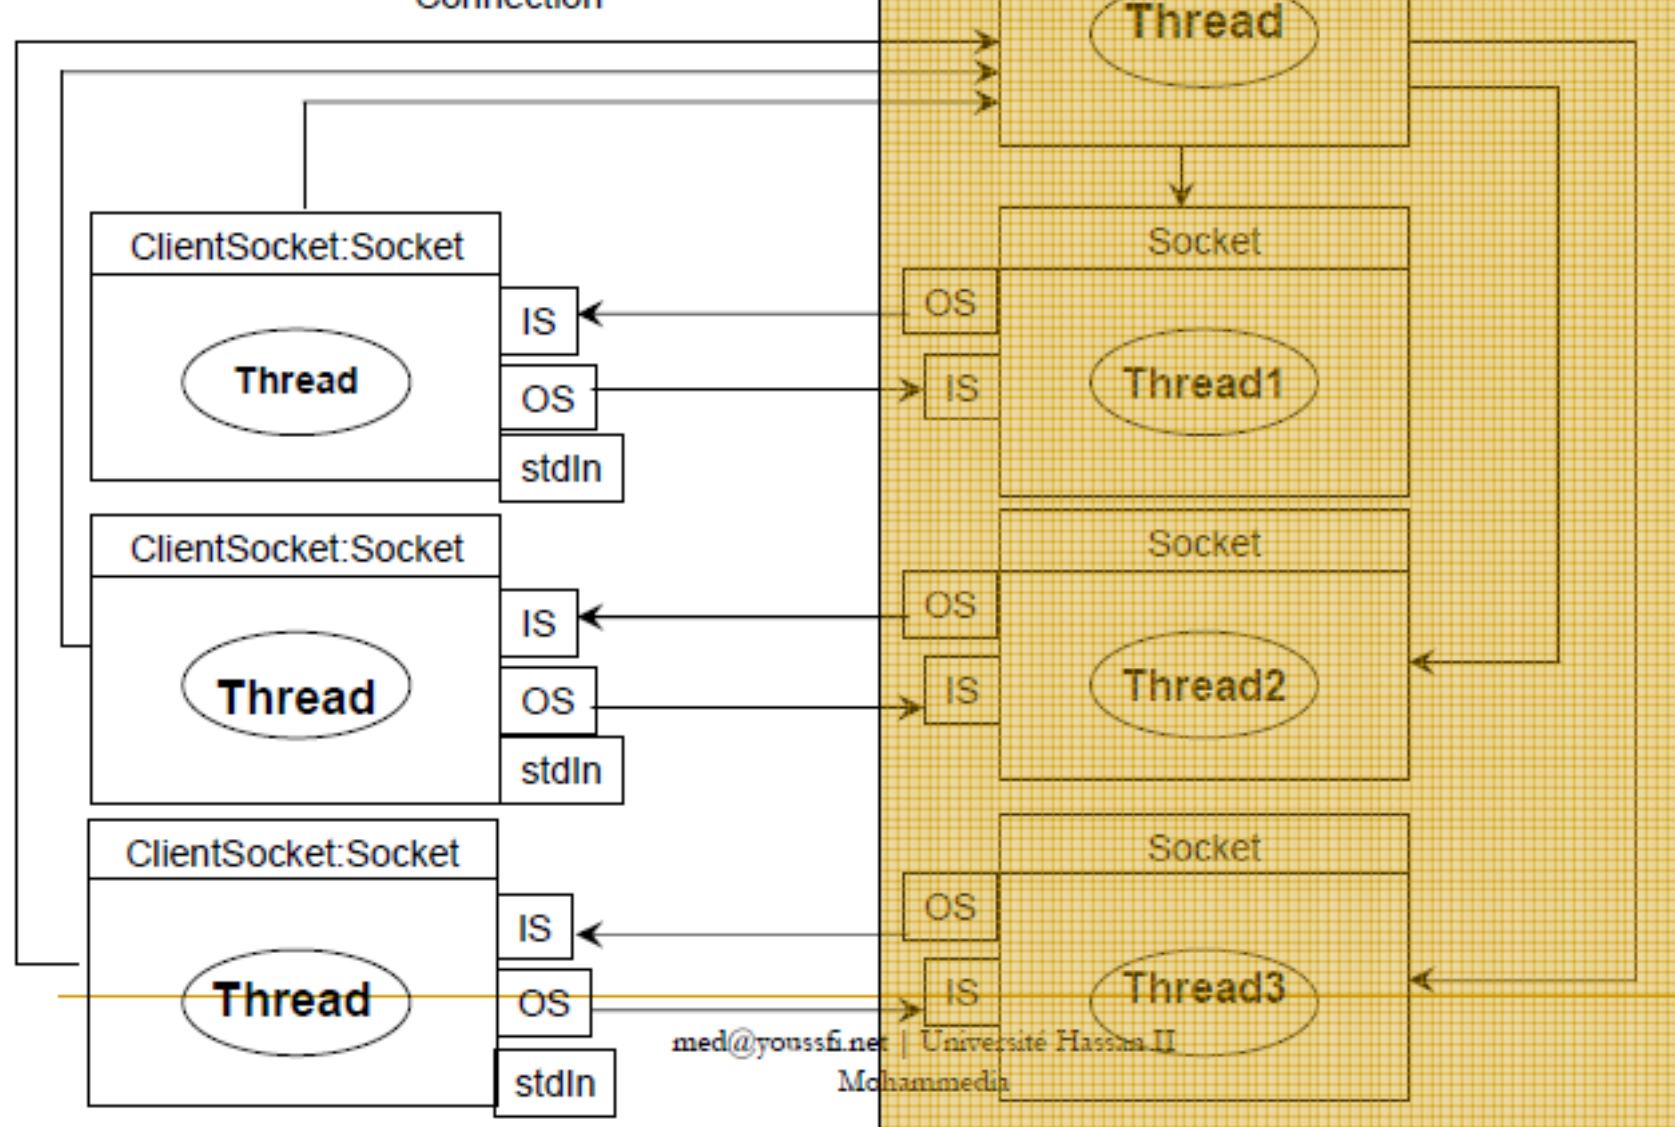 Connection
Thread
ClientSocket:Socket
Socket
IS
OS
Thread
OS
IS
Thread1
stdIn
ClientSocket:Socket
Socket
IS
OS
Thread
OS
IS
Thread2
stdIn
ClientSocket:Socket
Socket
IS
OS
Thread
OS
IS
Thread3
stdIn
med@youssfi.net | Université Hassan II
Mohammedia